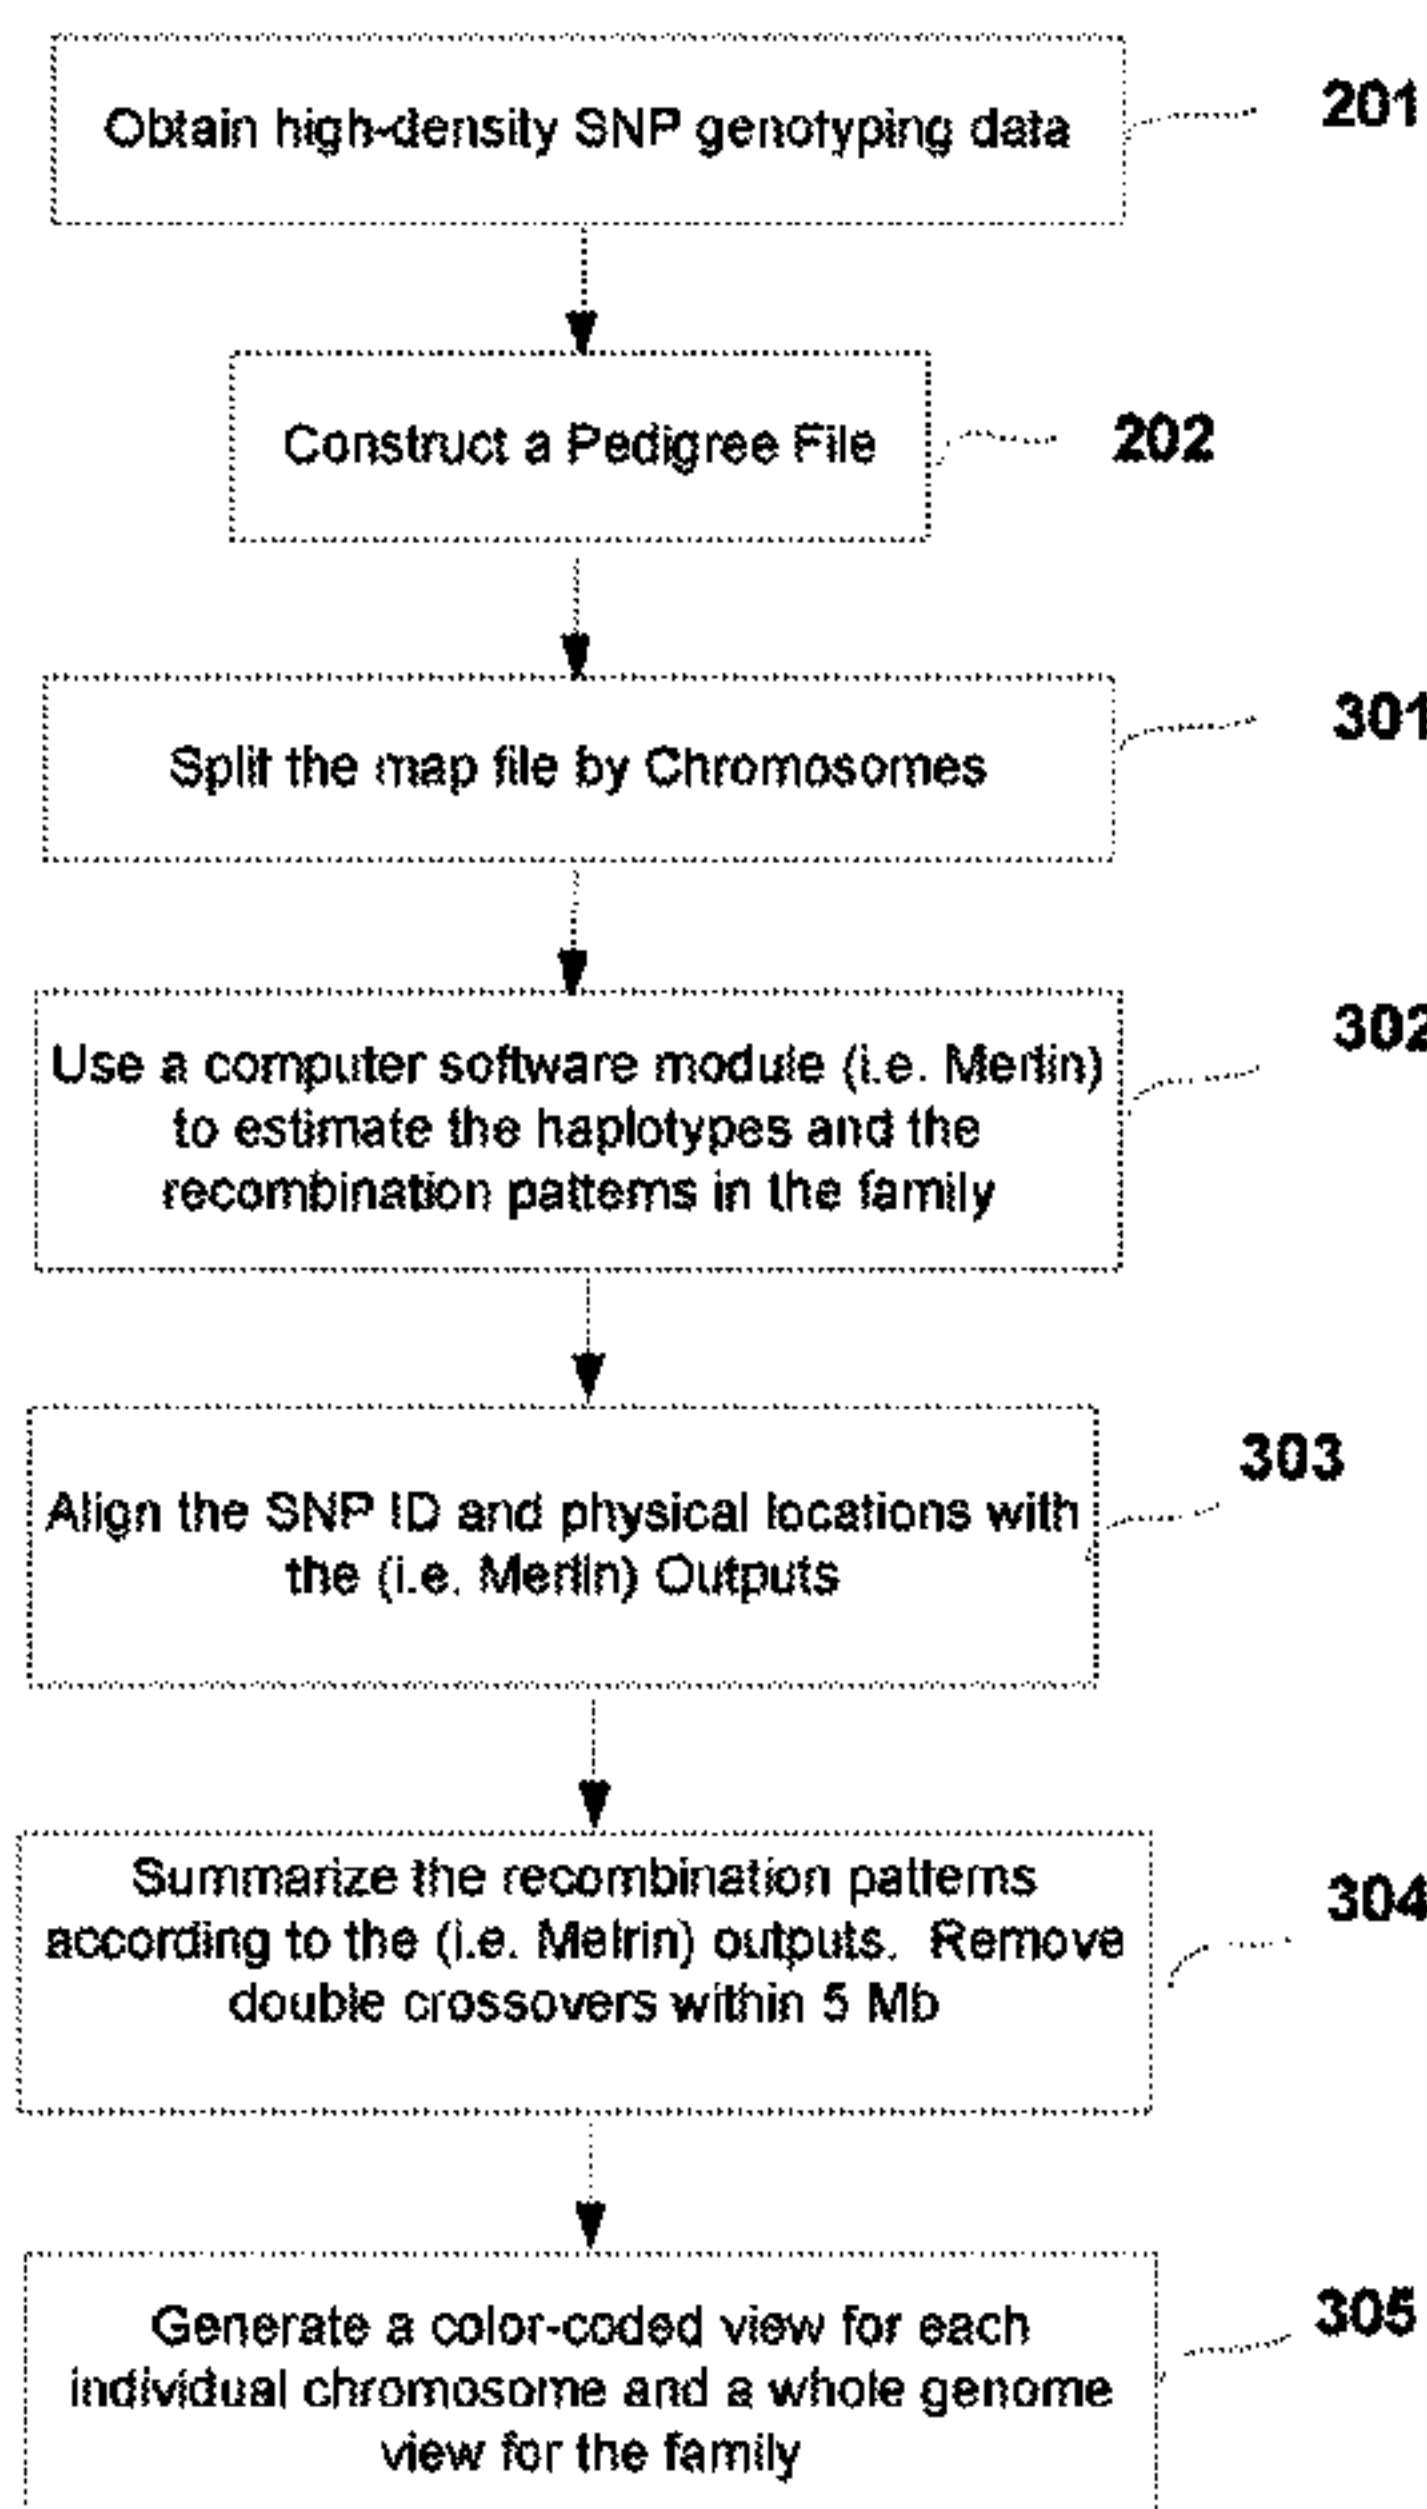 Obtain high-density SNP genotyping data
201
Construct a Pedigree File
202
Split the map file by Chromosomes
301
Use a computer software module (i.e. Merlin)
to estimate the haplotypes and the
recombination patterns in the family
302
Align the SNP ID and physical locations with
the (i.e. Merlin) Outputs
303
Summarize the recombination patterns
according to the (i.e. Melrin) outputs.  Remove
double crossovers within 5 Mb
304
Generate a color-coded view for each
individual chromosome and a whole genome
view for the family
305